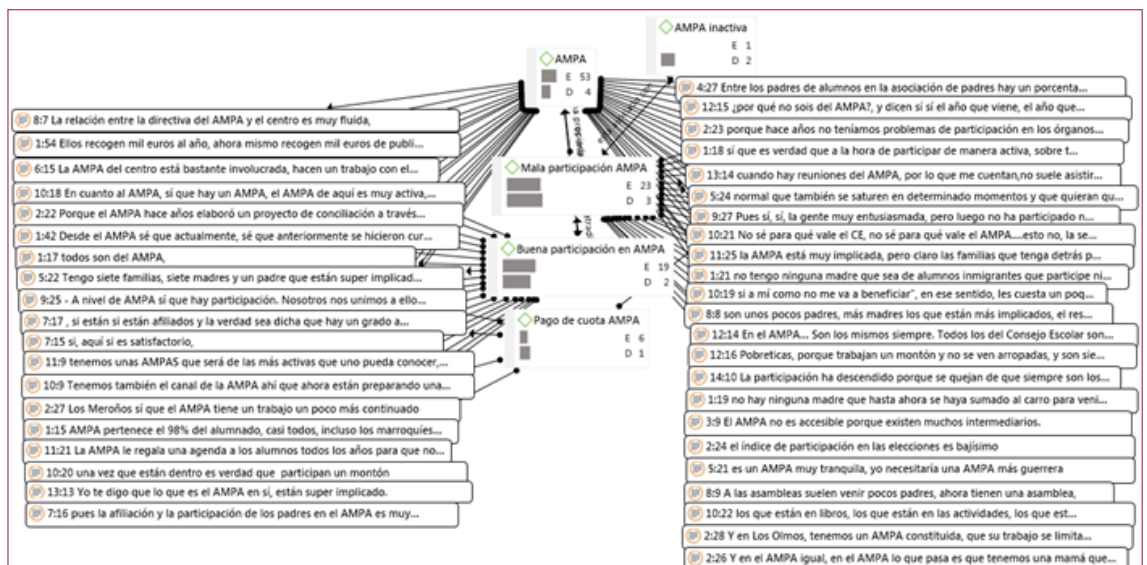 AMPA inactiva
E 1
D 2
AMPA
E 53
D 4
Mala participación AMPA
E 23
D 3
Buena participación en AMPA
E 19
D 2
Pago de cuota AMPA
E 6
D 1
8:7 La relación entre la directiva del AMPA y el centro es muy fluida,
1:54 Ellos recogen mil euros al año, ahora mismo recogen mil euros de publi...
6:15 La AMPA del centro está bastante involucrada, hacen un trabajo con el...
10:18 En cuanto al AMPA, sí que hay un AMPA, el AMPA de aquí es muy activa,...
2:22 Porque el AMPA hace años elaboró un proyecto de conciliación a través...
1:42 Desde el AMPA sé que actualmente, sé que anteriormente se hicieron cur...
1:17 todos son del AMPA,
5:22 Tengo siete familias, siete madres y un padre que están super implicad...
9:25 - A nivel de AMPA sí que hay participación. Nosotros nos unimos a ello...
7:17 , si están si están afiliados y la verdad sea dicha que hay un grado a...
7:15 si, aquí si es satisfactorio,
11:9 tenemos unas AMPAS que será de las más activas que uno pueda conocer,...
10:9 Tenemos también el canal de la AMPA ahí que ahora están preparando una...
2:27 Los Meroños sí que el AMPA tiene un trabajo un poco más continuado
1:15 AMPA pertenece el 98% del alumnado, casi todos, incluso los marroquíes...
11:21 La AMPA le regala una agenda a los alumnos todos los años para que no...
10:20 una vez que están dentro es verdad que participan un montón
13:13 Yo te digo que lo que es el AMPA en sí, están super implicado.
7:16 pues la afiliación y la participación de los padres en el AMPA es muy...
4:27 Entre los padres de alumnos en la asociación de padres hay un porcenta...
12:15 ¿por qué no sois del AMPA?, y dicen sí sí el año que viene, el año que...
2:23 porque hace años no teníamos problemas de participación en los órganos...
1:18 sí que es verdad que a la hora de participar de manera activa, sobre t...
13:14 cuando hay reuniones del AMPA, por lo que me cuentan,no suele asistir...
5:24 normal que también se saturen en determinado momentos y que quieran qu...
9:27 Pues sí, sí, la gente muy entusiasmada, pero luego no ha participado n...
10:21 No sé para qué vale el CE, no sé para qué vale el AMPA....esto no, la se...
11:25 la AMPA está muy implicada, pero claro las familias que tenga detrás p...
1:21 no tengo ninguna madre que sea de alumnos inmigrantes que participe ni...
10:19 si a mí como no me va a beneficiar", en ese sentido, les cuesta un poq...
8:8 son unos pocos padres, más madres los que están más implicados, el res...
12:14 En el AMPA... Son los mismos siempre. Todos los del Consejo Escolar son...
12:16 Pobreticas, porque trabajan un montón y no se ven arropadas, y son sie...
14:10 La participación ha descendido porque se quejan de que siempre son los...
1:19 no hay ninguna madre que hasta ahora se haya sumado al carro para veni...
3:9 El AMPA no es accesible porque existen muchos intermediarios.
2:24 el índice de participación en las elecciones es bajísimo
5:21 es un AMPA muy tranquila, yo necesitaría una AMPA más guerrera
8:9 A las asambleas suelen venir pocos padres, ahora tienen una asamblea,
10:22 los que están en libros, los que están en las actividades, los que est...
2:28 Y en Los Olmos, tenemos un AMPA constituida, que su trabajo se limita...
2:26 Y en el AMPA igual, en el AMPA lo que pasa es que tenemos una mamá que...